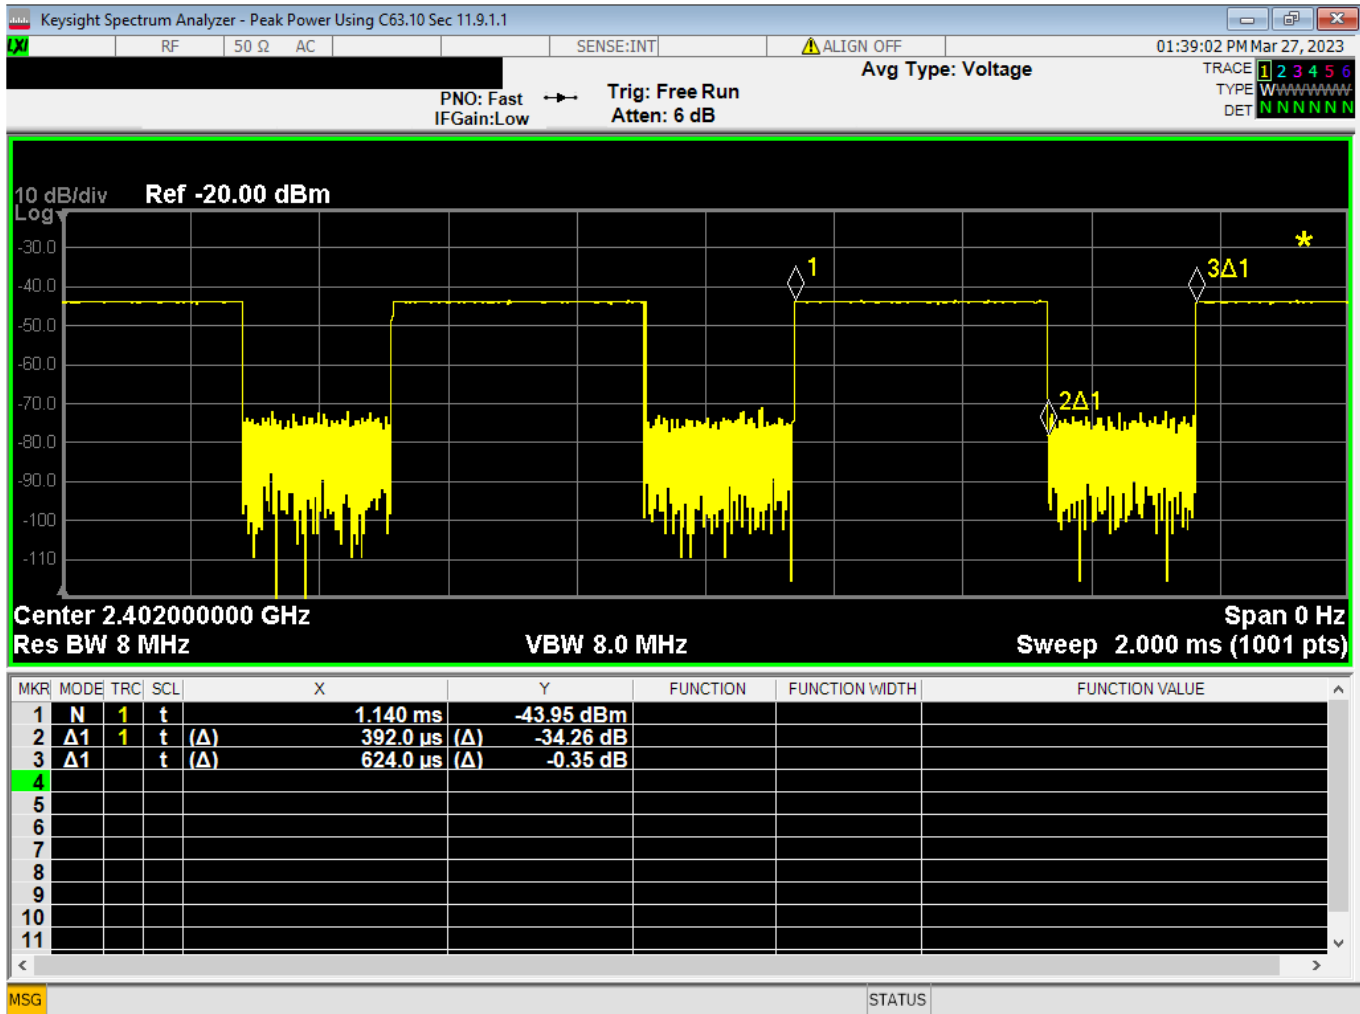 Keysight Spectrum Analyzer - Peak Power Using C63.10 Sec 11.9.1.1
LXI RF 50 Ω AC SENSE:INT ALIGN OFF 01:39:02 PM Mar 27, 2023
Avg Type: Voltage
TRACE 1 2 3 4 5 6
PNO: Fast Trig: Free Run
TYPE WWWWWW
IFGain:Low Atten: 6 dB
DET N N N N N N
10 dB/div Ref -20.00 dBm
Log
-30.0
-40.0
-50.0
-60.0
-70.0
-80.0
-90.0
-100
-110
1
3Δ1
2Δ1
Center 2.402000000 GHz Span 0 Hz
Res BW 8 MHz VBW 8.0 MHz Sweep 2.000 ms (1001 pts)
MKR MODE TRC SCL X Y FUNCTION FUNCTION WIDTH FUNCTION VALUE
1 N 1 t 1.140 ms -43.95 dBm
2 Δ1 1 t (Δ) 392.0 µs (Δ) -34.26 dB
3 Δ1 t (Δ) 624.0 µs (Δ) -0.35 dB
4
5
6
7
8
9
10
11
MSG STATUS